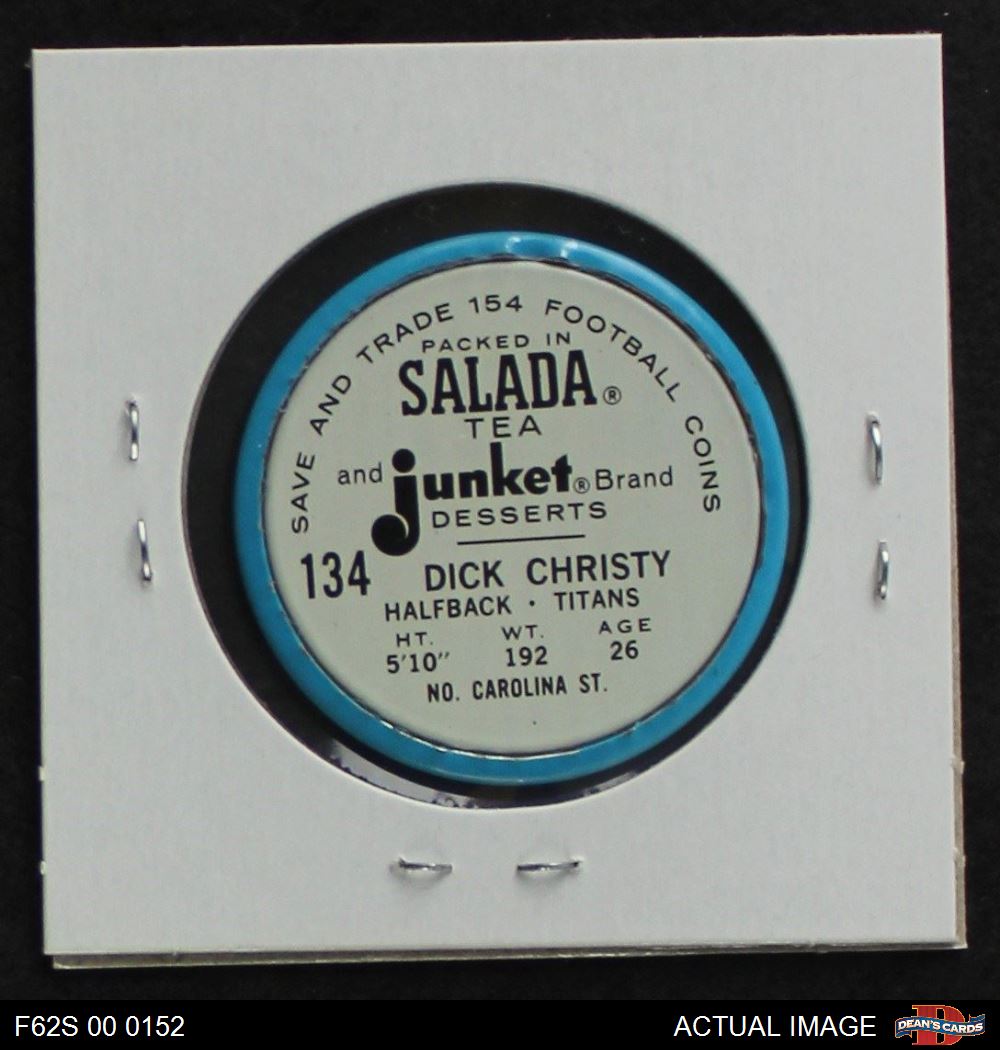 SAVE AND TRADE 154 FOOTBALL COINS
PACKED IN
SALADA®
TEA
and junket® Brand
DESSERTS
134 DICK CHRISTY
HALFBACK · TITANS
HT. WT. AGE
5'10" 192 26
NO. CAROLINA ST.
F62S 00 0152
ACTUAL IMAGE
D
DEAN'S CARDS